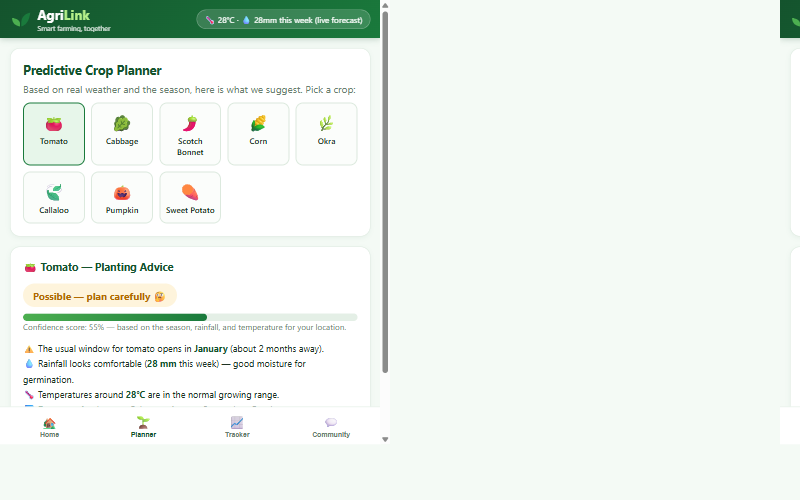 AgriLink
Smart farming, together
28°C · 28mm this week (live forecast)
Predictive Crop Planner
Based on real weather and the season, here is what we suggest. Pick a crop:
Tomato
Cabbage
Scotch
Bonnet
Corn
Okra
Callaloo
Pumpkin
Sweet Potato
Tomato — Planting Advice
Possible — plan carefully
Confidence score: 55% — based on the season, rainfall, and temperature for your location.
The usual window for tomato opens in January (about 2 months away).
Rainfall looks comfortable (28 mm this week) — good moisture for
germination.
Temperatures around 28°C are in the normal growing range.
Home
Planner
Tracker
Community